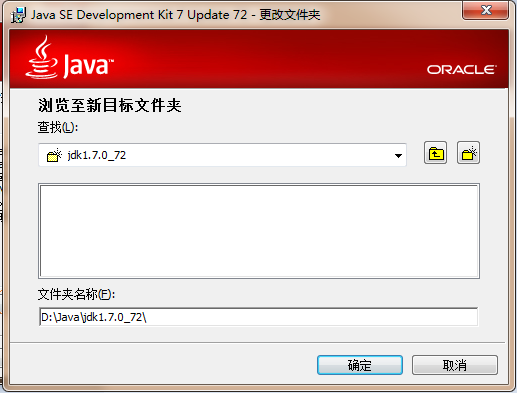 Java SE Development Kit 7 Update 72 - 更改文件夹
Java™
ORACLE
浏览至新目标文件夹
查找(L):
jdk1.7.0_72
文件夹名称(F):
D:\Java\jdk1.7.0_72\
确定
取消